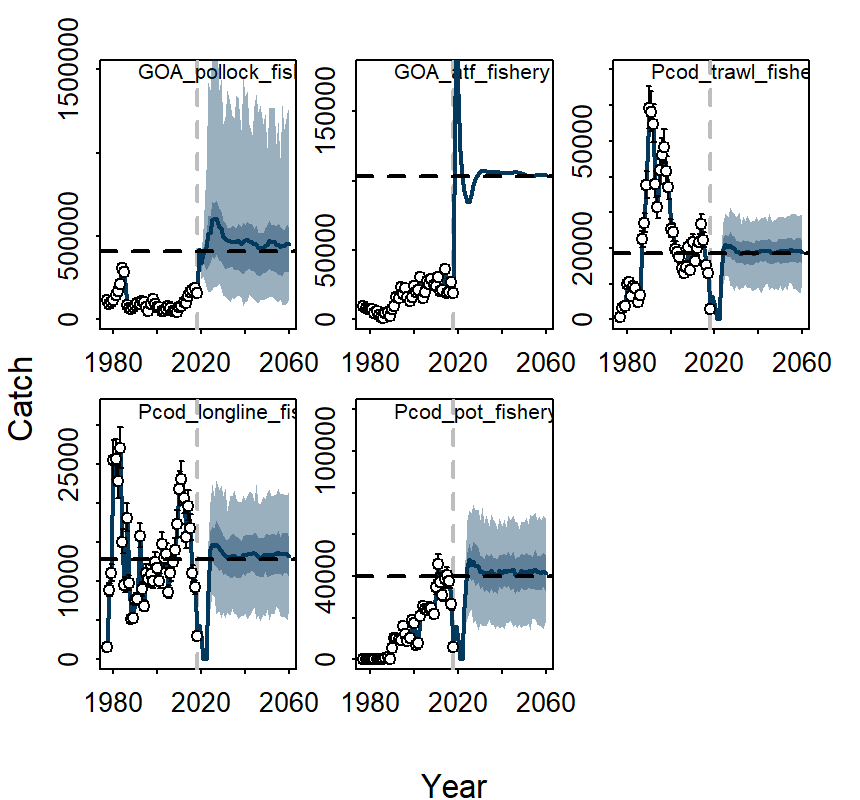 GOA_pollock_fis
GOA_atf_fishery
Pcod_trawl_fishe
0 500000 1500000
0 50000 150000
0 20000 50000
1980 2020 2060
1980 2020 2060
1980 2020 2060
Catch
Pcod_longline_fis
Pcod_pot_fishery
0 10000 25000
0 40000 100000
1980 2020 2060
1980 2020 2060
Year